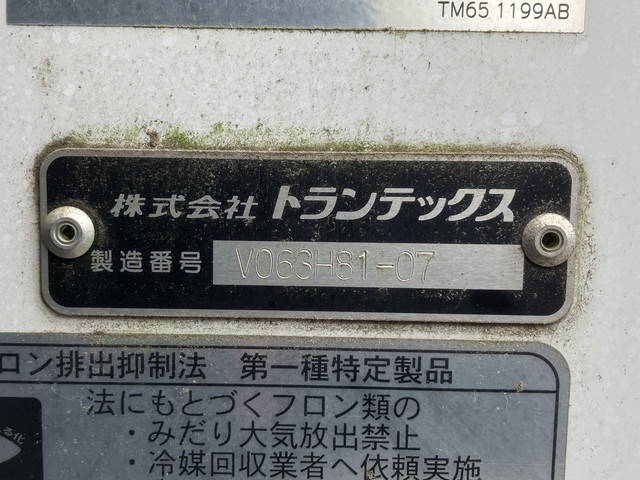 TM65 1199AB
株式会社 トランテックス
製造番号 V063H81-07
ロン排出抑制法 第一種特定製品
法にもとづくフロン類の
・みだり大気放出禁止
・冷媒回収業者へ依頼実施